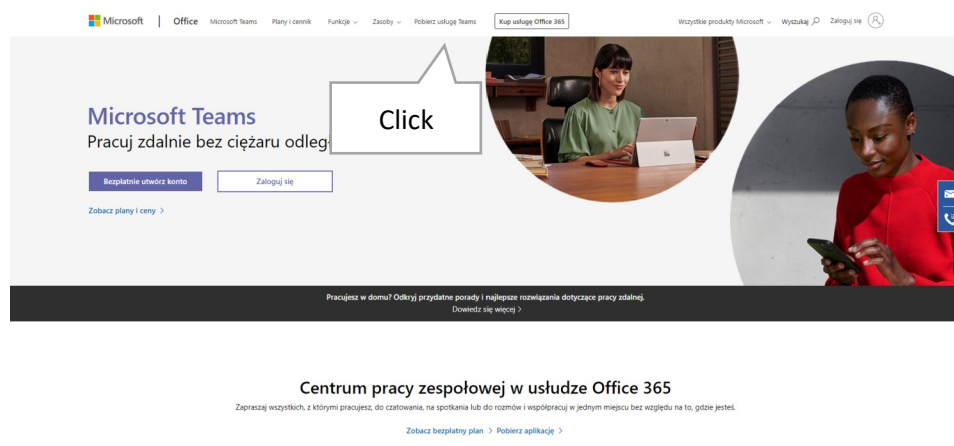 Microsoft | Office Microsoft Teams Plany i cennik Funkcje Zasoby Pobierz usługę Teams Kup usługę Office 365 Wszystkie produkty Microsoft Wyszukaj Zaloguj się
Click
Microsoft Teams
Pracuj zdalnie bez ciężaru odleg
Bezpłatnie utwórz konto Zaloguj się
Zobacz plany i ceny >
Pracujesz w domu? Odkryj przydatne porady i najlepsze rozwiązania dotyczące pracy zdalnej.
Dowiedz się więcej >
Centrum pracy zespołowej w usłudze Office 365
Zapraszaj wszystkich, z którymi pracujesz, do czatowania, na spotkania lub do rozmów i współpracuj w jednym miejscu bez względu na to, gdzie jesteś.
Zobacz bezpłatny plan > Pobierz aplikację >